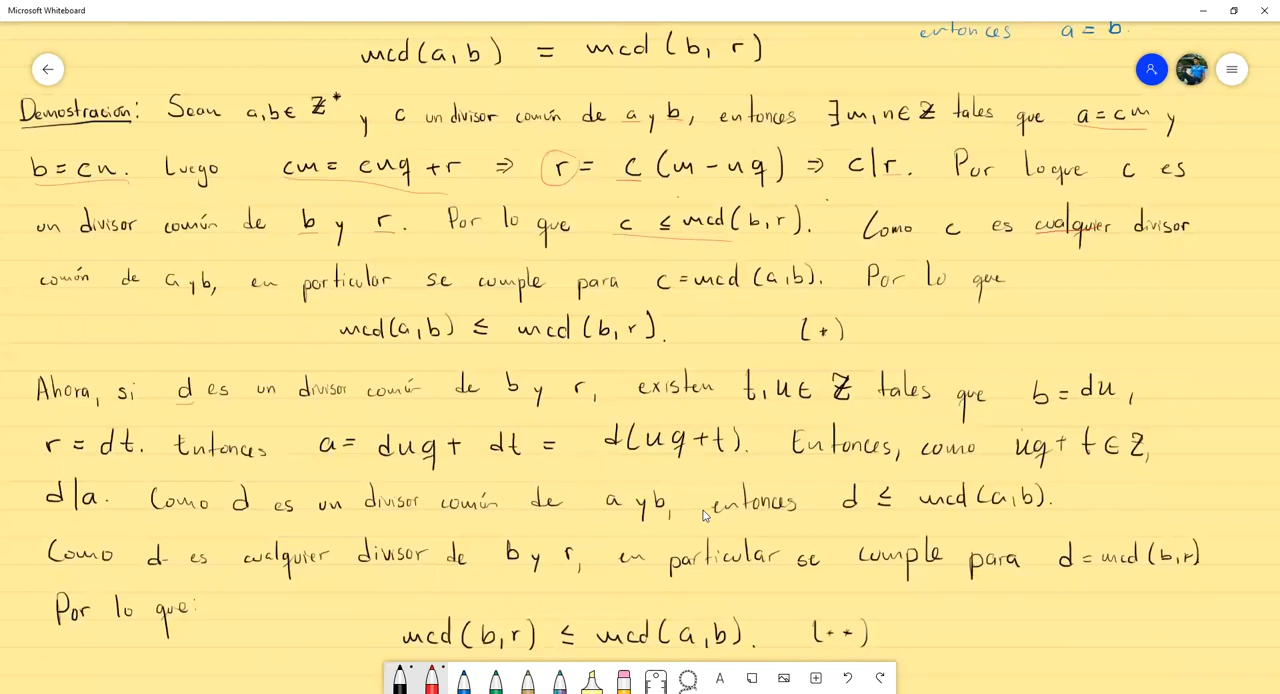 Microsoft Whiteboard
entonces a = b.
mcd(a,b) = mcd(b, r)
Demostración: Sean a,b∈ ℤ* y c un divisor común de a y b, entonces ∃m,n∈ℤ tales que a=cm y
b=cn. Luego cm= cnq +r ⇒ r= c(m-nq) ⇒ c|r. Por loque c es
un divisor común de b y r. Por lo que c ≤ mcd(b,r). Como c es cualquier divisor
común de a y b, en particular se cumple para c=mcd(a,b). Por lo que
mcd(a,b) ≤ mcd(b,r). (*)
Ahora, si d es un divisor común de b y r, existen t,u∈ ℤ tales que b=du,
r=dt. Entonces a= duq+ dt = d(uq+t). Entonces, como uq+t∈ℤ,
d|a. Como d es un divisor común de a y b, entonces d ≤ mcd(a,b).
Como d es cualquier divisor de b y r, en particular se cumple para d=mcd(b,r)
Por lo que:
mcd(b,r) ≤ mcd(a,b). (**)
A